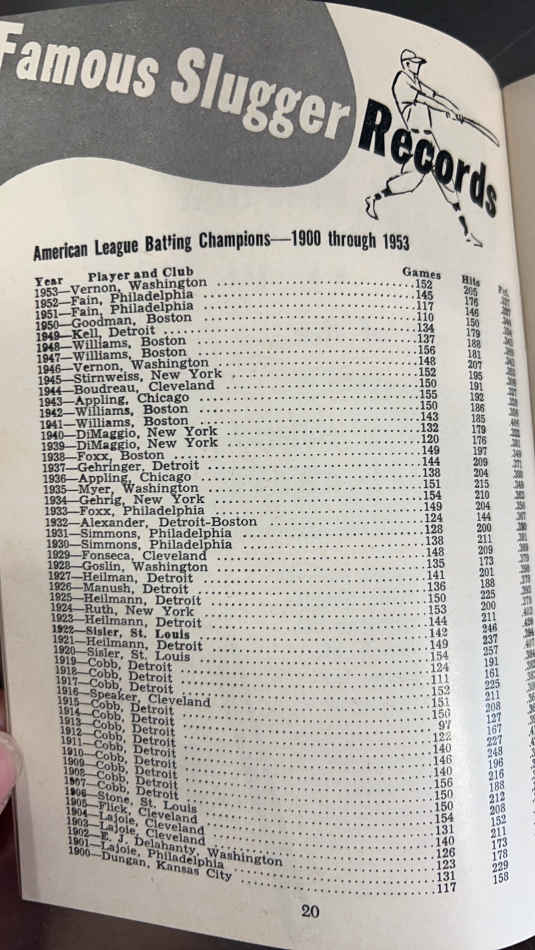 Famous Slugger Records
American League Batting Champions—1900 through 1953
Year Player and Club Games Hits
1953—Vernon, Washington 152 205
1952—Fain, Philadelphia 145 176
1951—Fain, Philadelphia 117 146
1950—Goodman, Boston 110 150
1949—Kell, Detroit 134 179
1948—Williams, Boston 137 188
1947—Williams, Boston 156 181
1946—Vernon, Washington 148 207
1945—Stirnweiss, New York 152 195
1944—Boudreau, Cleveland 150 191
1943—Appling, Chicago 155 192
1942—Williams, Boston 150 186
1941—Williams, Boston 143 185
1940—DiMaggio, New York 132 179
1939—DiMaggio, New York 120 176
1938—Foxx, Boston 149 197
1937—Gehringer, Detroit 144 209
1936—Appling, Chicago 138 204
1935—Myer, Washington 151 215
1934—Gehrig, New York 154 210
1933—Foxx, Philadelphia 149 204
1932—Alexander, Detroit-Boston 124 144
1931—Simmons, Philadelphia 128 200
1930—Simmons, Philadelphia 138 211
1929—Fonseca, Cleveland 148 209
1928—Goslin, Washington 135 173
1927—Heilman, Detroit 141 201
1926—Manush, Detroit 136 188
1925—Heilmann, Detroit 150 225
1924—Ruth, New York 153 200
1923—Heilmann, Detroit 144 211
1922—Sisler, St. Louis 142 246
1921—Heilmann, Detroit 149 237
1920—Sisler, St. Louis 154 257
1919—Cobb, Detroit 124 191
1918—Cobb, Detroit 111 161
1917—Cobb, Detroit 152 225
1916—Speaker, Cleveland 151 211
1915—Cobb, Detroit 156 208
1914—Cobb, Detroit 97 127
1913—Cobb, Detroit 122 167
1912—Cobb, Detroit 140 227
1911—Cobb, Detroit 146 248
1910—Cobb, Detroit 140 196
1909—Cobb, Detroit 156 216
1908—Cobb, Detroit 150 188
1907—Cobb, Detroit 150 212
1906—Stone, St. Louis 154 208
1905—Flick, Cleveland 131 152
1904—Lajoie, Cleveland 140 211
1903—Lajoie, Cleveland 126 173
1902—E. J. Delahanty, Washington 123 178
1901—Lajoie, Philadelphia 131 229
1900—Dungan, Kansas City 117 158
20